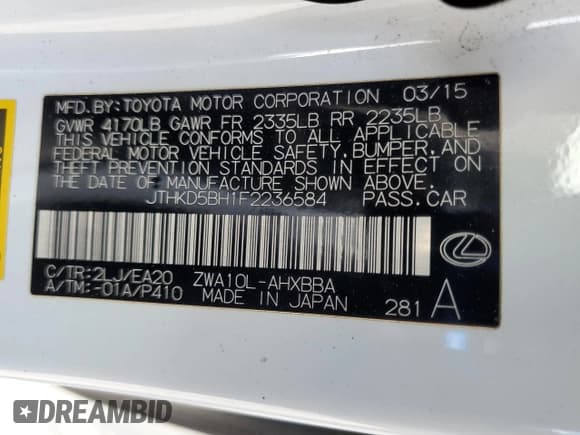 MFD.BY:TOYOTA MOTOR CORPORATION 03/15
GVWR 4170LB GAWR FR 2335LB RR 2235LB
THIS VEHICLE CONFORMS TO ALL APPLICABLE
FEDERAL MOTOR VEHICLE SAFETY,BUMPER,AND
THEFT PREVENTION STANDARDS IN EFFECT ON
THE DATE OF MANUFACTURE SHOWN ABOVE.
JTHKD5BH1F2236584 PASS.CAR
C/TR:2LJ/EA20 ZWA10L-AHXBBA
A/TM:-01A/P410 MADE IN JAPAN 281 A
DREAMBID